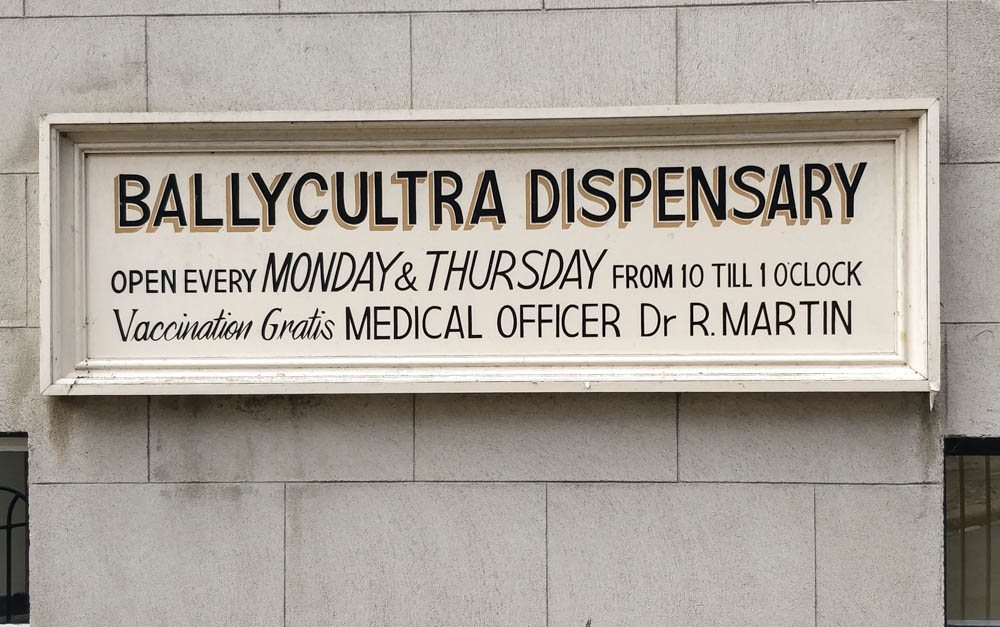 BALLYCULTRA DISPENSARY
OPEN EVERY MONDAY & THURSDAY FROM 10 TILL 1 O'CLOCK
Vaccination Gratis MEDICAL OFFICER Dr R. MARTIN